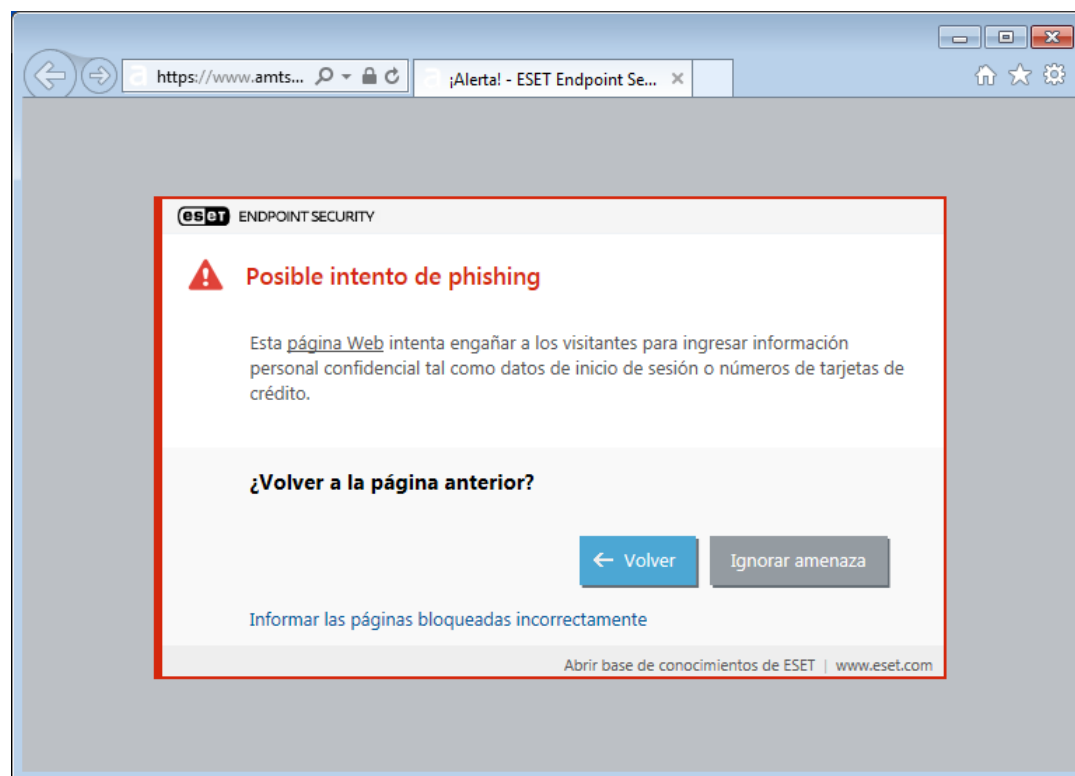 https://www.amts...
¡Alerta! - ESET Endpoint Se...
eset ENDPOINT SECURITY
Posible intento de phishing
Esta página Web intenta engañar a los visitantes para ingresar información
personal confidencial tal como datos de inicio de sesión o números de tarjetas de
crédito.
¿Volver a la página anterior?
Volver
Ignorar amenaza
Informar las páginas bloqueadas incorrectamente
Abrir base de conocimientos de ESET | www.eset.com